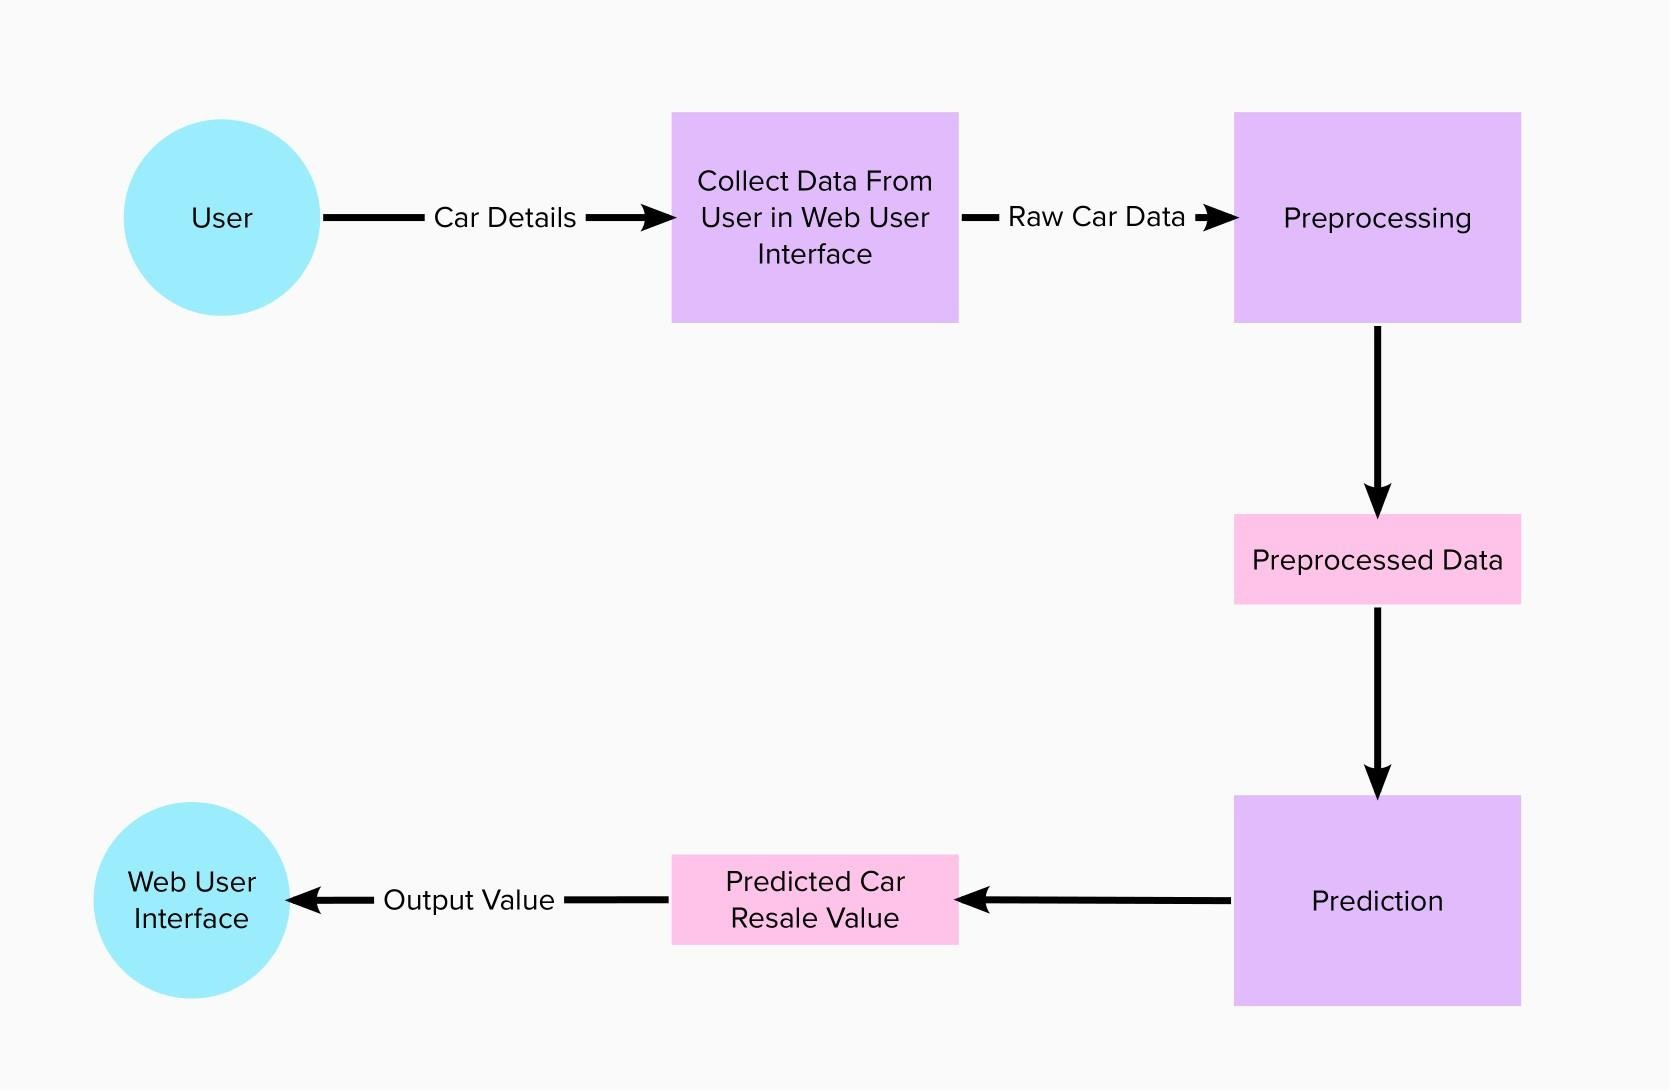 User
Car Details
Collect Data From
User in Web User
Interface
Raw Car Data
Preprocessing
Preprocessed Data
Prediction
Predicted Car
Resale Value
Output Value
Web User
Interface